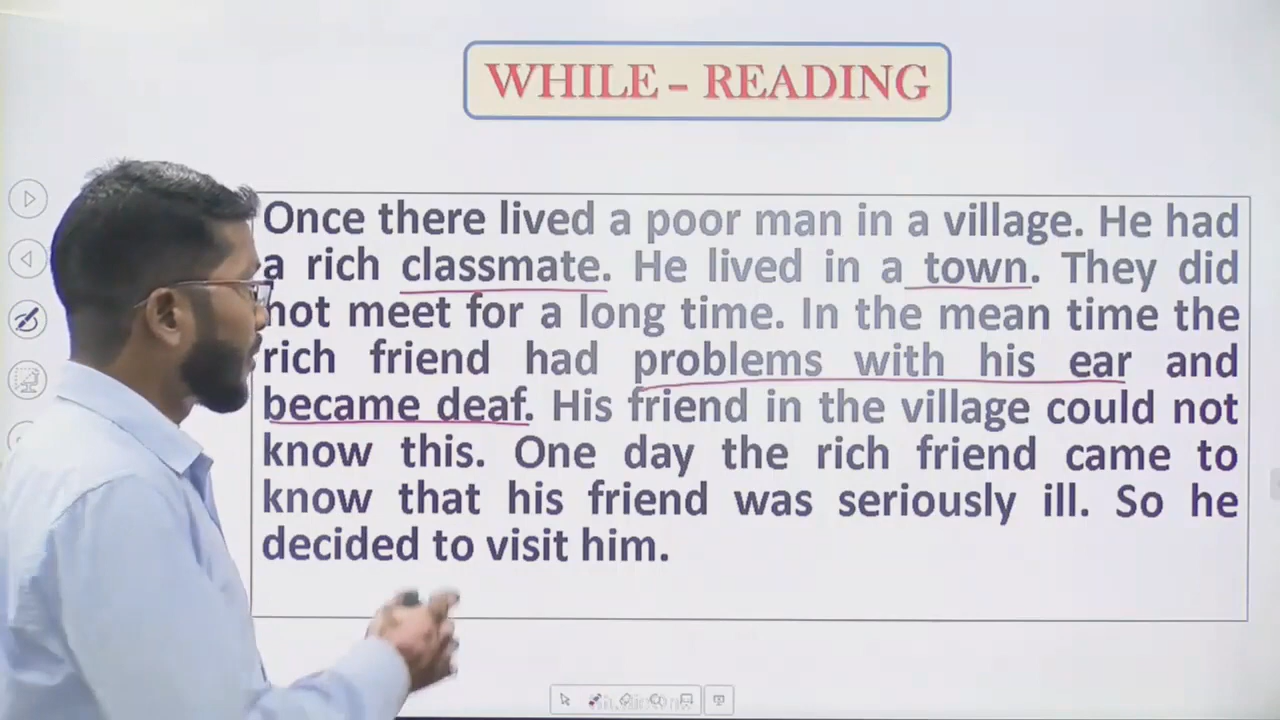 WHILE - READING
Once there lived a poor man in a village. He had
a rich classmate. He lived in a town. They did
not meet for a long time. In the mean time the
rich friend had problems with his ear and
became deaf. His friend in the village could not
know this. One day the rich friend came to
know that his friend was seriously ill. So he
decided to visit him.